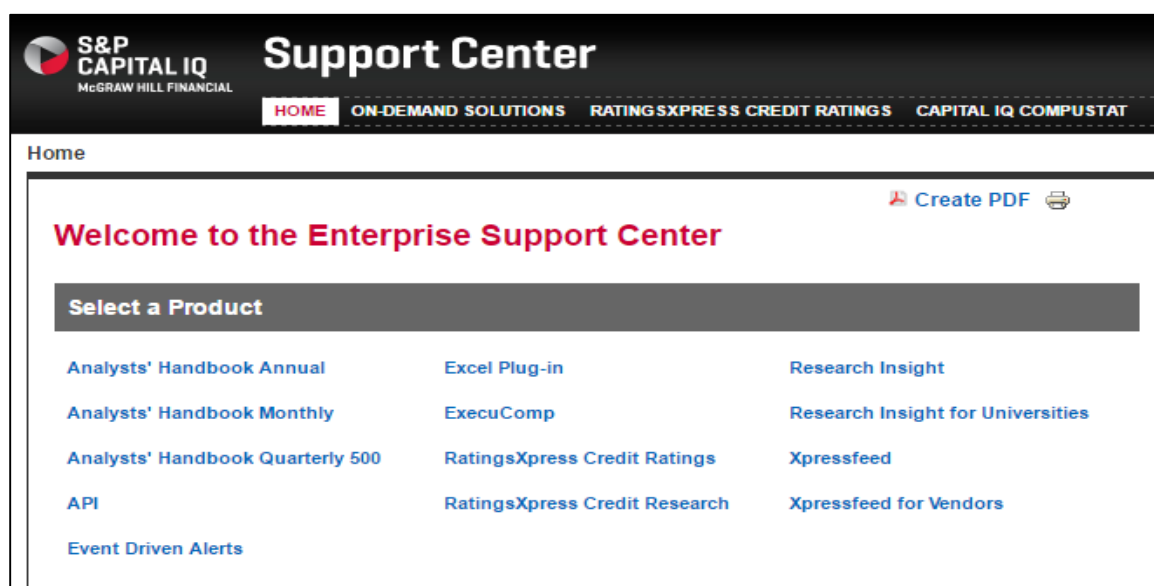 S&P
CAPITAL IQ
McGRAW HILL FINANCIAL
Support Center
HOME ON-DEMAND SOLUTIONS RATINGSXPRESS CREDIT RATINGS CAPITAL IQ COMPUSTAT
Home
Create PDF
Welcome to the Enterprise Support Center
Select a Product
Analysts' Handbook Annual Excel Plug-in Research Insight
Analysts' Handbook Monthly ExecuComp Research Insight for Universities
Analysts' Handbook Quarterly 500 RatingsXpress Credit Ratings Xpressfeed
API RatingsXpress Credit Research Xpressfeed for Vendors
Event Driven Alerts